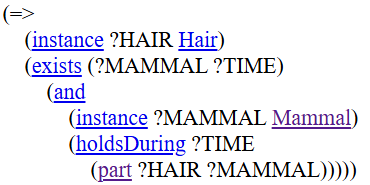 (=>
(instance ?HAIR Hair)
(exists (?MAMMAL ?TIME)
(and
(instance ?MAMMAL Mammal)
(holdsDuring ?TIME
(part ?HAIR ?MAMMAL)))))